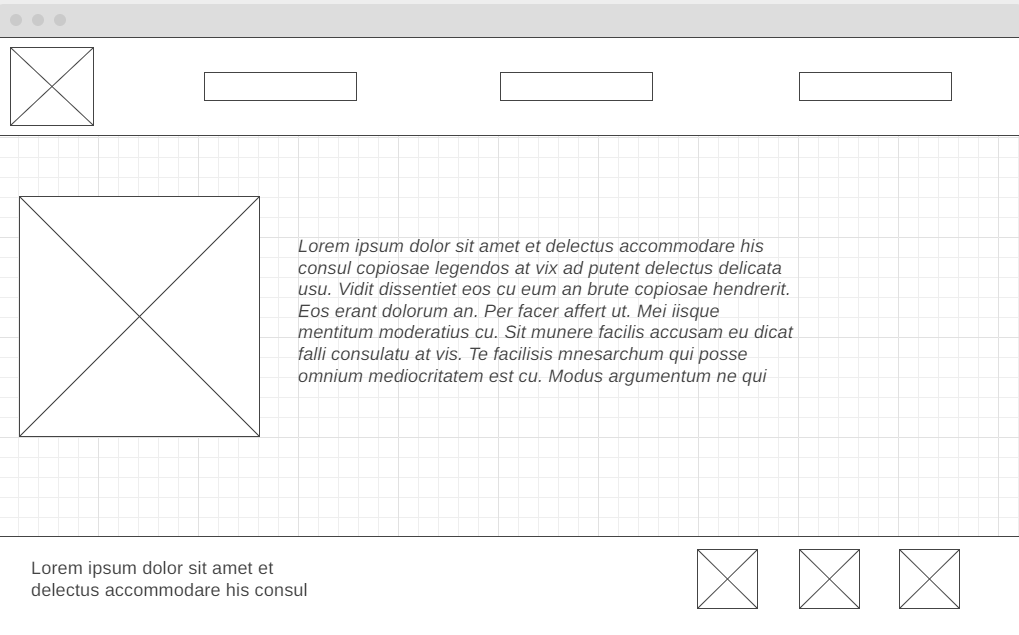 Lorem ipsum dolor sit amet et delectus accommodare his
consul copiosae legendos at vix ad putent delectus delicata
usu. Vidit dissentiet eos cu eum an brute copiosae hendrerit.
Eos erant dolorum an. Per facer affert ut. Mei iisque
mentitum moderatius cu. Sit munere facilis accusam eu dicat
falli consulatu at vis. Te facilisis mnesarchum qui posse
omnium mediocritatem est cu. Modus argumentum ne qui
Lorem ipsum dolor sit amet et
delectus accommodare his consul